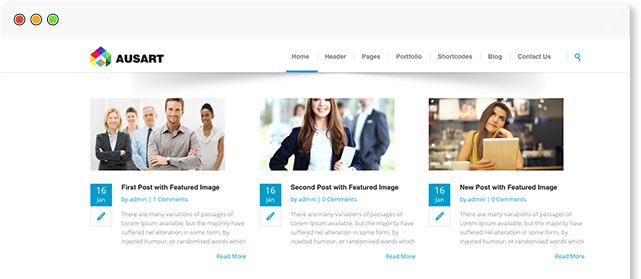 AUSART
Home Header Pages Portfolio Shortcodes Blog Contact Us
16
Jan
First Post with Featured Image
by admin | 1 Comments
There are many variations of passages of
Lorem Ipsum available, but the majority have
suffered nel alteration in some form, by
injected humour, or randomised words which
Read More
16
Jan
Second Post with Featured Image
by admin | 0 Comments
There are many variations of passages of
Lorem Ipsum available, but the majority have
suffered nel alteration in some form, by
injected humour, or randomised words which
Read More
16
Jan
New Post with Featured Image
by admin | 0 Comments
There are many variations of passages of
Lorem Ipsum available, but the majority have
suffered nel alteration in some form, by
injected humour, or randomised words which
Read More